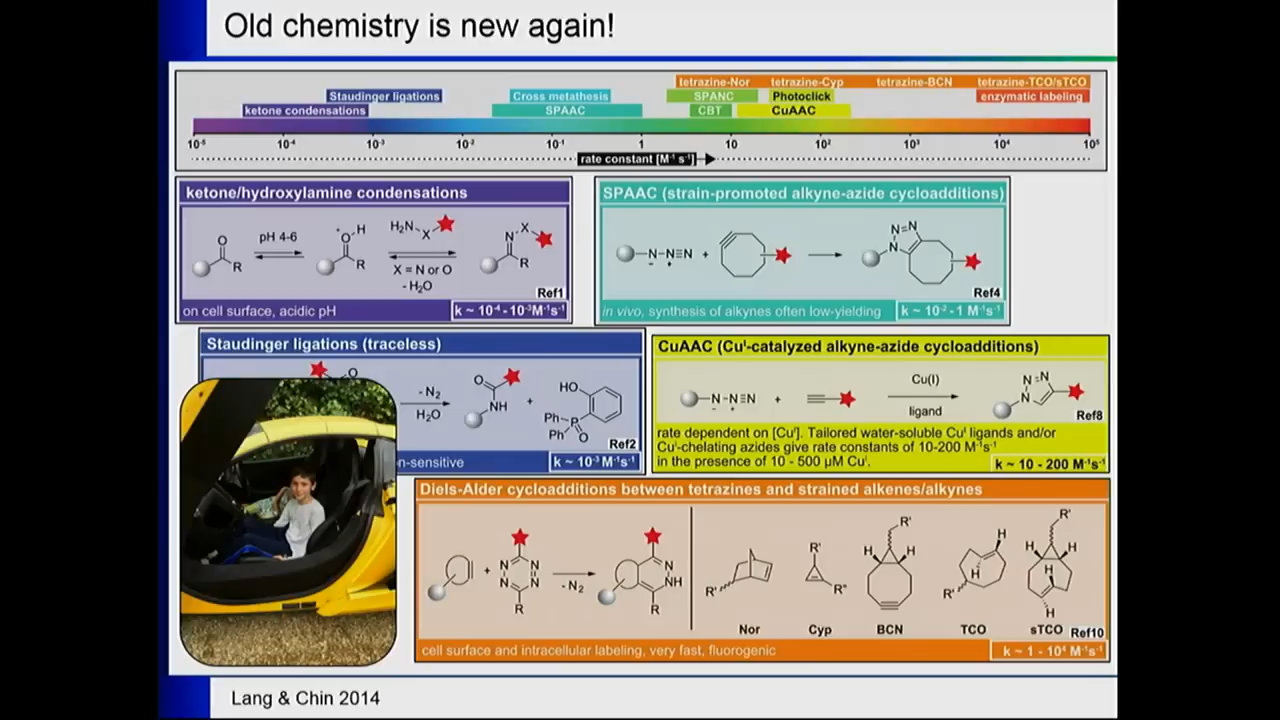 Old chemistry is new again!
tetrazine-Nor tetrazine-Cyp tetrazine-BCN tetrazine-TCO/sTCO
Staudinger ligations Cross metathesis SPANC Photoclick enzymatic labeling
ketone condensations SPAAC CBT CuAAC
10⁻⁵ 10⁻⁴ 10⁻³ 10⁻² 10⁻¹ 1 10 10² 10³ 10⁴ 10⁵
rate constant [M⁻¹ s⁻¹]
ketone/hydroxylamine condensations
O
R
pH 4-6
O H
R
H₂N X
X = N or O
- H₂O
N X
R
Ref1
on cell surface, acidic pH
k ~ 10⁻⁴ - 10⁻³M⁻¹s⁻¹
SPAAC (strain-promoted alkyne-azide cycloadditions)
N-N≡N
- +
+
N=N
N
Ref4
in vivo, synthesis of alkynes often low-yielding
k ~ 10⁻² - 1 M⁻¹s⁻¹
Staudinger ligations (traceless)
O
- N₂
H₂O
O
NH
+
HO
Ph P
Ph O
Ref2
n-sensitive
k ~ 10⁻³ M⁻¹s⁻¹
CuAAC (Cuᴵ-catalyzed alkyne-azide cycloadditions)
N-N≡N
- +
+
Cu(I)
ligand
N=N
N
Ref8
rate dependent on [Cuᴵ]. Tailored water-soluble Cuᴵ ligands and/or
Cuᴵ-chelating azides give rate constants of 10-200 M⁻¹s⁻¹
in the presence of 10 - 500 µM Cuᴵ.
k ~ 10 - 200 M⁻¹s⁻¹
Diels-Alder cycloadditions between tetrazines and strained alkenes/alkynes
+
N N
N N
R
- N₂
N
NH
R
R'
Nor
R'
R''
Cyp
R'
H H
BCN
H
H
R'
TCO
R'
H H
H
H
sTCO
Ref10
cell surface and intracellular labeling, very fast, fluorogenic
k ~ 1 - 10⁴ M⁻¹s⁻¹
Lang & Chin 2014